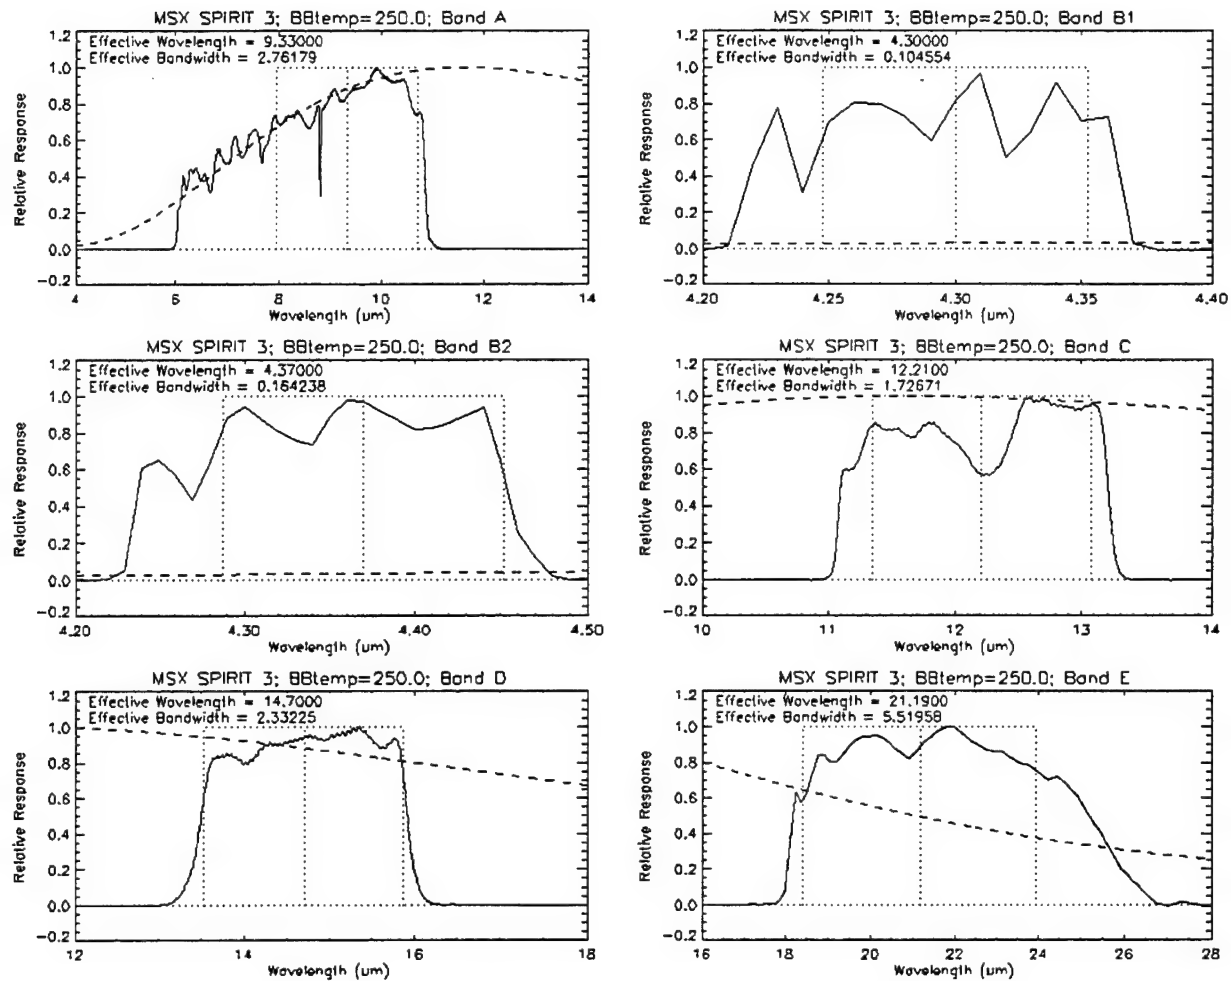 MSX SPIRIT 3; BBtemp=250.0; Band A
Effective Wavelength = 9.33000
Effective Bandwidth = 2.76179
Relative Response
1.2
1.0
0.8
0.6
0.4
0.2
0.0
-0.2
4 6 8 10 12 14
Wavelength (um)
MSX SPIRIT 3; BBtemp=250.0; Band B1
Effective Wavelength = 4.30000
Effective Bandwidth = 0.104554
Relative Response
1.2
1.0
0.8
0.6
0.4
0.2
0.0
-0.2
4.20 4.25 4.30 4.35 4.40
Wavelength (um)
MSX SPIRIT 3; BBtemp=250.0; Band B2
Effective Wavelength = 4.37000
Effective Bandwidth = 0.164238
Relative Response
1.2
1.0
0.8
0.6
0.4
0.2
0.0
-0.2
4.20 4.30 4.40 4.50
Wavelength (um)
MSX SPIRIT 3; BBtemp=250.0; Band C
Effective Wavelength = 12.2100
Effective Bandwidth = 1.72671
Relative Response
1.2
1.0
0.8
0.6
0.4
0.2
0.0
-0.2
10 11 12 13 14
Wavelength (um)
MSX SPIRIT 3; BBtemp=250.0; Band D
Effective Wavelength = 14.7000
Effective Bandwidth = 2.33225
Relative Response
1.2
1.0
0.8
0.6
0.4
0.2
0.0
-0.2
12 14 16 18
Wavelength (um)
MSX SPIRIT 3; BBtemp=250.0; Band E
Effective Wavelength = 21.1900
Effective Bandwidth = 5.51958
Relative Response
1.2
1.0
0.8
0.6
0.4
0.2
0.0
-0.2
16 18 20 22 24 26 28
Wavelength (um)